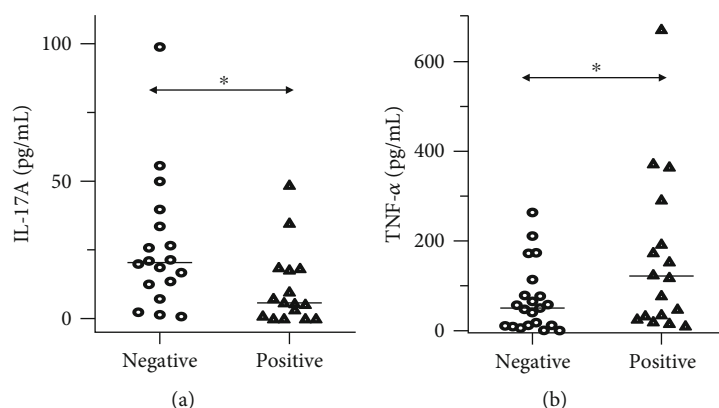 100
50
0
IL-17A (pg/mL)
*
Negative Positive
(a)
600
400
200
0
TNF-α (pg/mL)
*
Negative Positive
(b)